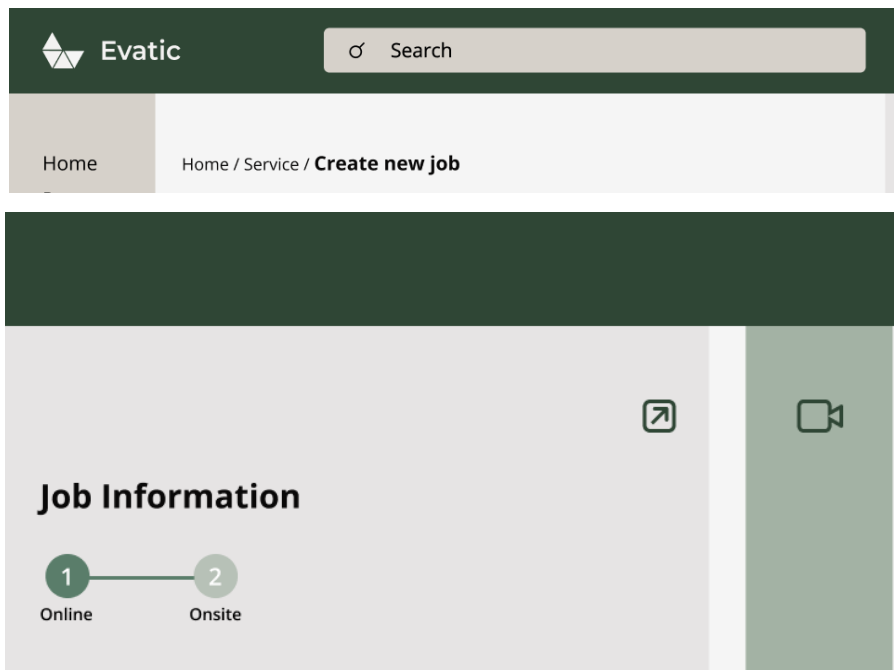 Evatic
Search
Home
Home / Service / Create new job
Job Information
1
2
Online
Onsite